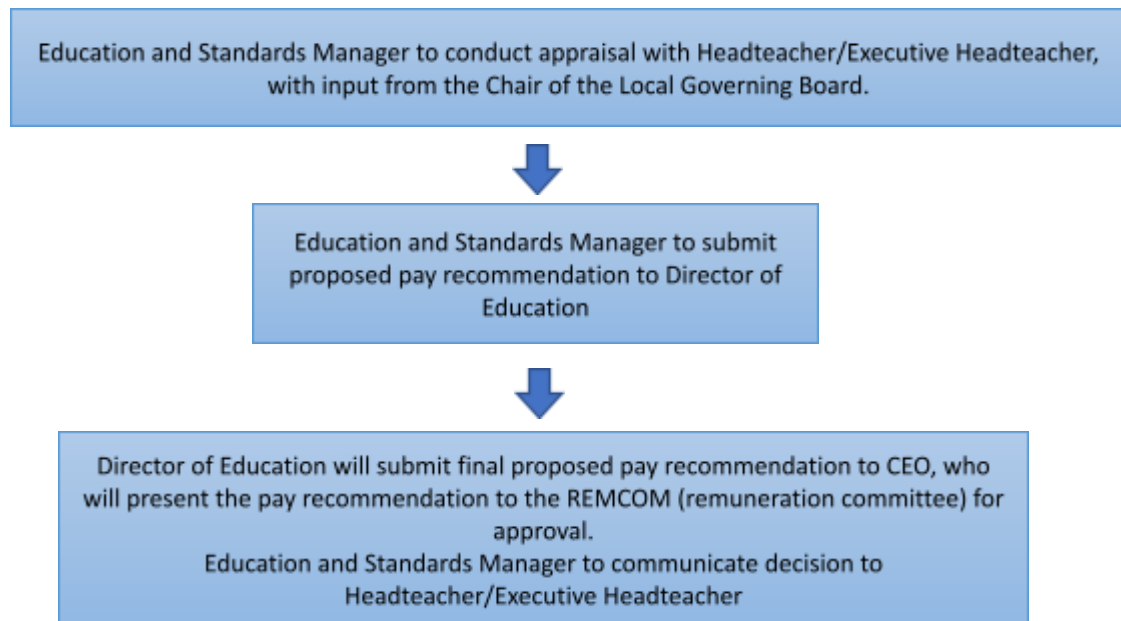 Education and Standards Manager to conduct appraisal with Headteacher/Executive Headteacher,
with input from the Chair of the Local Governing Board.
Education and Standards Manager to submit
proposed pay recommendation to Director of
Education
Director of Education will submit final proposed pay recommendation to CEO, who
will present the pay recommendation to the REMCOM (remuneration committee) for
approval.
Education and Standards Manager to communicate decision to
Headteacher/Executive Headteacher